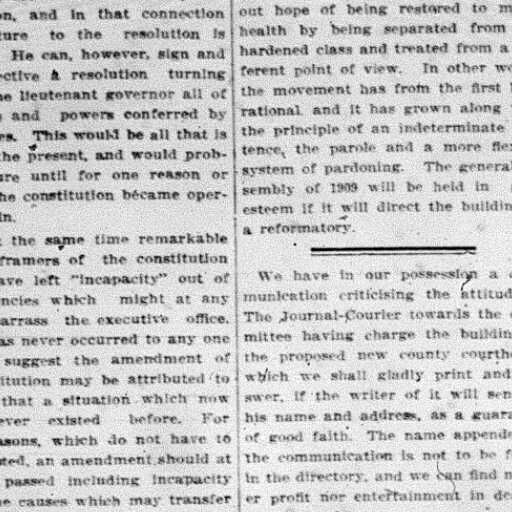 on, and in that connection
ture to the resolution is
He can, however, sign and
ective a resolution turning
he lieutenant governor all of
and powers conferred by
es. This would be all that is
the present, and would prob-
ure until for one reason or
he constitution became oper-
in.
the same time remarkable
framers of the constitution
ave left "incapacity" out of
ncies which might at any
arrass the executive office.
as never occurred to any one
suggest the amendment of
titution may be attributed to
that a situation which now
ever existed before. For
asons, which do not have to
ted, an amendment should at
passed including incapacity
e causes which may transfer
out hope of being restored to m
health by being separated from
hardened class and treated from a
ferent point of view. In other wo
the movement has from the first
rational and it has grown along
the principle of an indeterminate
tence, the parole and a more flex
system of pardoning. The general
sembly of 1909 will be held in
esteem if it will direct the buildin
a reformatory.
We have in our possession a c
munication criticising the attitud
The Journal-Courier towards the c
mittee having charge the buildin
the proposed new county courth
which we shall gladly print and
swer, if the writer of it will sen
his name and address, as a guara
of good faith. The name appende
the communication is not to be f
in the directory, and we can find n
er profit nor entertainment in de